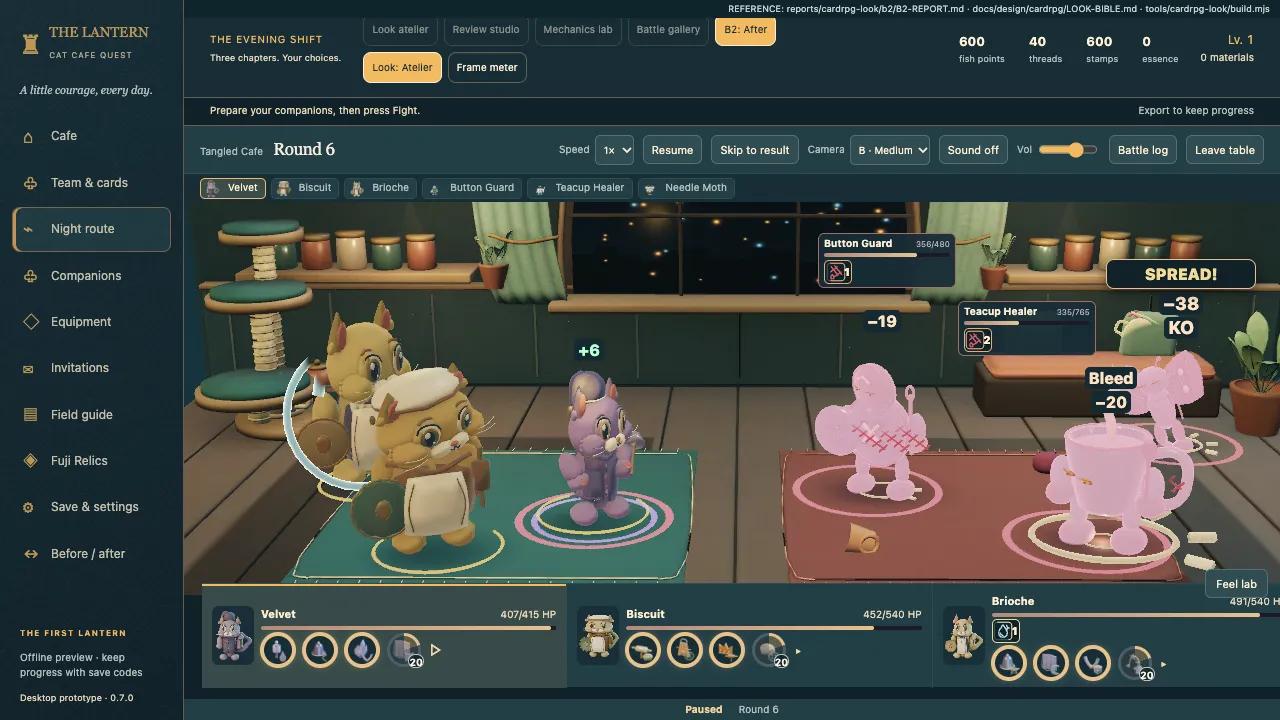 REFERENCE: reports/cardrpg-look/b2/B2-REPORT.md · docs/design/cardrpg/LOOK-BIBLE.md · tools/cardrpg-look/build.mjs
THE LANTERN
CAT CAFE QUEST
A little courage, every day.
Cafe
Team & cards
Night route
Companions
Equipment
Invitations
Field guide
Fuji Relics
Save & settings
Before / after
THE FIRST LANTERN
Offline preview · keep
progress with save codes
Desktop prototype · 0.7.0
THE EVENING SHIFT
Three chapters. Your choices.
Look atelier
Review studio
Mechanics lab
Battle gallery
B2: After
Look: Atelier
Frame meter
600
fish points
40
threads
600
stamps
0
essence
Lv. 1
0 materials
Prepare your companions, then press Fight.
Export to keep progress
Tangled Cafe
Round 6
Speed
1×
Resume
Skip to result
Camera
B · Medium
Sound off
Vol
Battle log
Leave table
Velvet
Biscuit
Brioche
Button Guard
Teacup Healer
Needle Moth
Button Guard
356/480
1
SPREAD!
−38
KO
−19
Teacup Healer
335/765
2
+6
Bleed
−20
Feel lab
Velvet
407/415 HP
20
Biscuit
452/540 HP
20
Brioche
491/540 H
1
20
Paused
Round 6